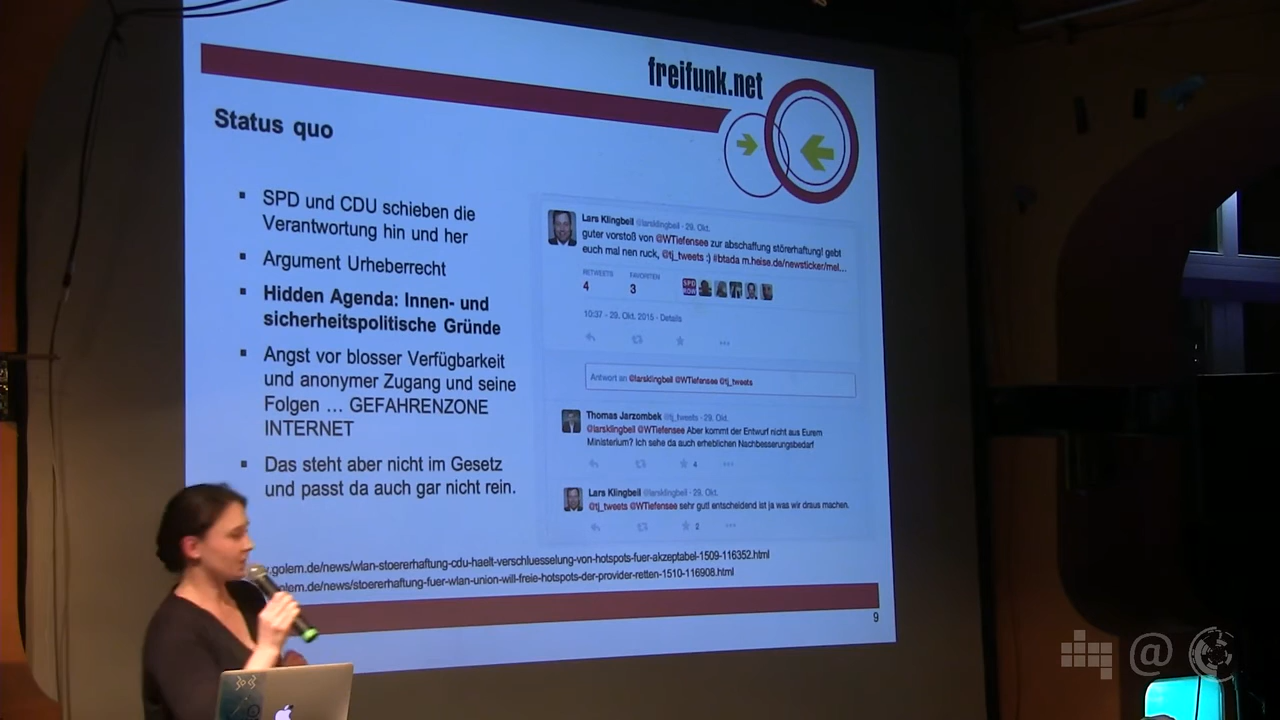 freifunk.net
Status quo
SPD und CDU schieben die
Verantwortung hin und her
Argument Urheberrecht
Hidden Agenda: Innen- und
sicherheitspolitische Gründe
Angst vor blosser Verfügbarkeit
und anonymer Zugang und seine
Folgen ... GEFAHRENZONE
INTERNET
Das steht aber nicht im Gesetz
und passt da auch gar nicht rein.
Lars Klingbeil @larsklingbeil · 29. Okt.
guter vorstoß von @WTiefensee zur abschaffung störerhaftung! gebt
euch mal nen ruck, @tj_tweets :) #btada m.heise.de/newsticker/mel...
RETWEETS FAVORITEN
4 3
SPD
10:37 - 29. Okt. 2015 · Details
Antwort an @larsklingbeil @WTiefensee @tj_tweets
Thomas Jarzombek @tj_tweets · 29. Okt.
@larsklingbeil @WTiefensee Aber kommt der Entwurf nicht aus Eurem
Ministerium? Ich sehe da auch erheblichen Nachbesserungsbedarf
4
Lars Klingbeil @larsklingbeil · 29. Okt.
@tj_tweets @WTiefensee sehr gut! entscheidend ist ja was wir draus machen.
2
.golem.de/news/wlan-stoererhaftung-cdu-haelt-verschluesselung-von-hotspots-fuer-akzeptabel-1509-116352.html
golem.de/news/stoererhaftung-fuer-wlan-union-will-freie-hotspots-der-provider-retten-1510-116908.html
9
@